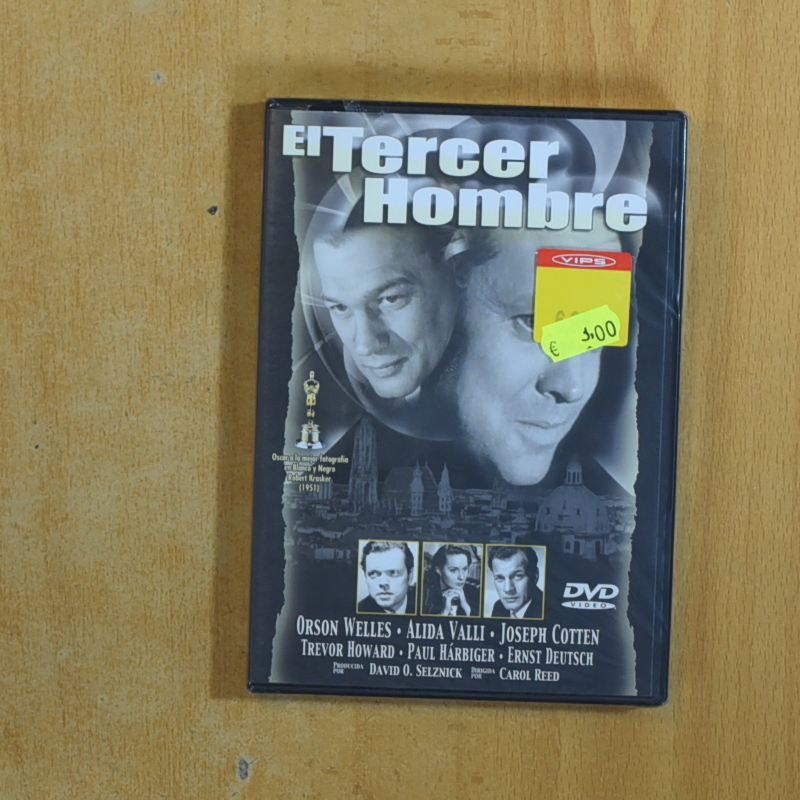 El Tercer
Hombre
VIPS
€ 3,00
Oscar a la mejor fotografía
en Blanco y Negro
Robert Krasker.
(1951)
DVD
VIDEO
ORSON WELLES • ALIDA VALLI • JOSEPH COTTEN
TREVOR HOWARD • PAUL HÁRBIGER • ERNST DEUTSCH
PRODUCIDA POR DAVID O. SELZNICK DIRIGIDA POR CAROL REED